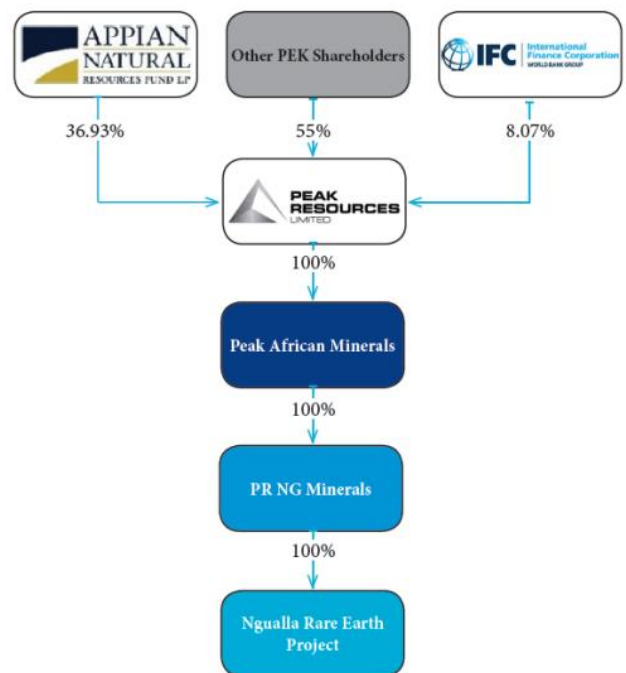 APPIAN
NATURAL
RESOURCES FUND LP
Other PEK Shareholders
IFC
International
Finance Corporation
WORLD BANK GROUP
36.93%
55%
8.07%
PEAK
RESOURCES
LIMITED
100%
Peak African Minerals
100%
PR NG Minerals
100%
Ngualla Rare Earth
Project